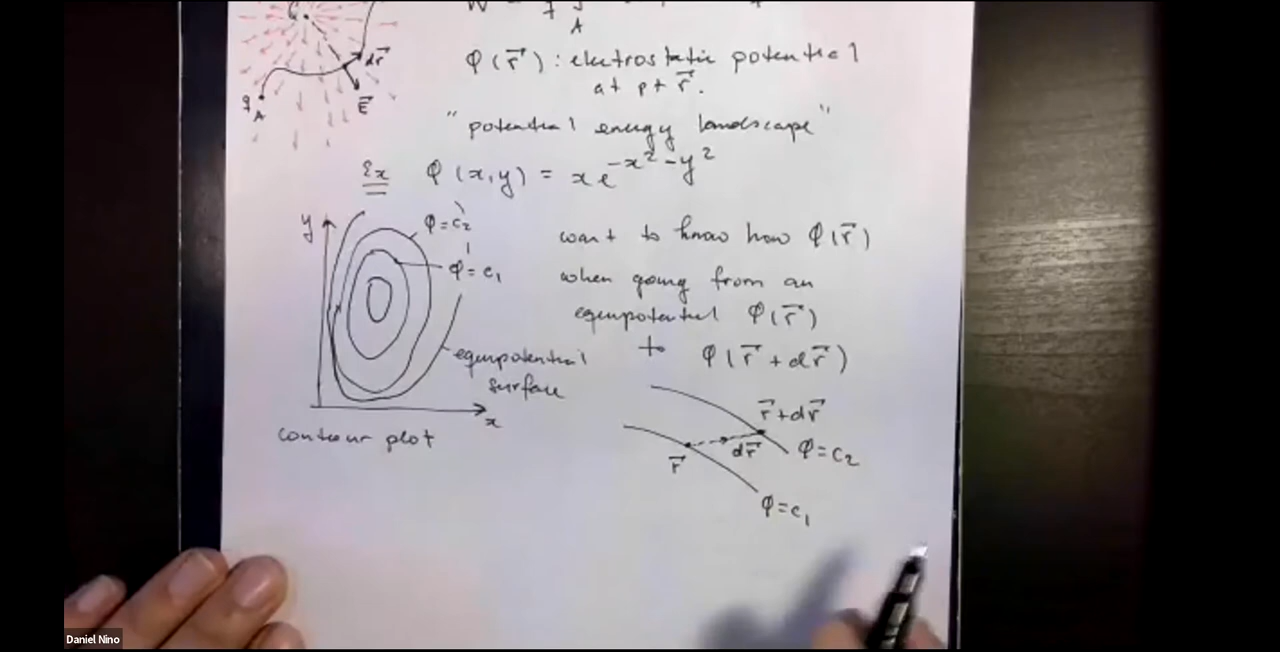 q
A
dr⃗
E⃗
A
φ(r⃗) : electrostatic potential
at pt r⃗.
"potential energy landscape"
Ex φ(x,y) = xe^{-x²-y²}
y
φ=c₂
φ=c₁
equipotential
surface
x
contour plot
want to know how φ(r⃗)
when going from an
equipotential φ(r⃗)
to φ(r⃗+dr⃗)
r⃗+dr⃗
r⃗
dr⃗
φ=c₂
φ=c₁
Daniel Nino